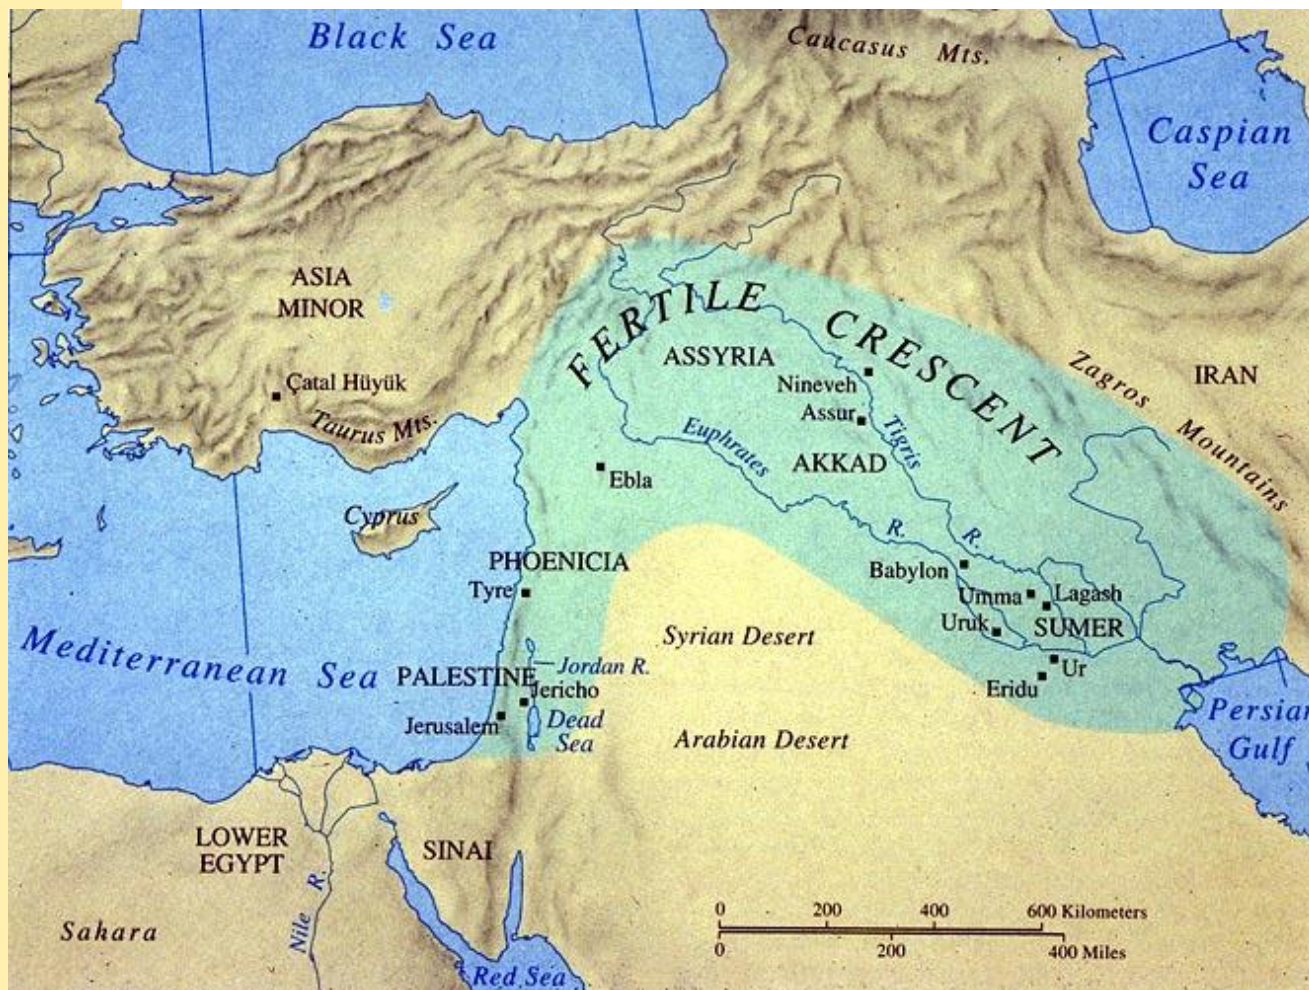 Black Sea
Caucasus Mts.
Caspian
Sea
ASIA
MINOR
FERTILE CRESCENT
ASSYRIA
Zagros Mountains
IRAN
Nineveh
Çatal Hüyük
Assur
Taurus Mts.
Tigris R.
Euphrates R.
AKKAD
Ebla
Cyprus
PHOENICIA
Babylon
Tyre
Umma
Lagash
Uruk
SUMER
Syrian Desert
Mediterranean Sea
Jordan R.
PALESTINE
Ur
Jericho
Eridu
Jerusalem
Dead
Sea
Persian
Gulf
Arabian Desert
LOWER
EGYPT
SINAI
Nile R.
Sahara
Red Sea
0 200 400 600 Kilometers
0 200 400 Miles